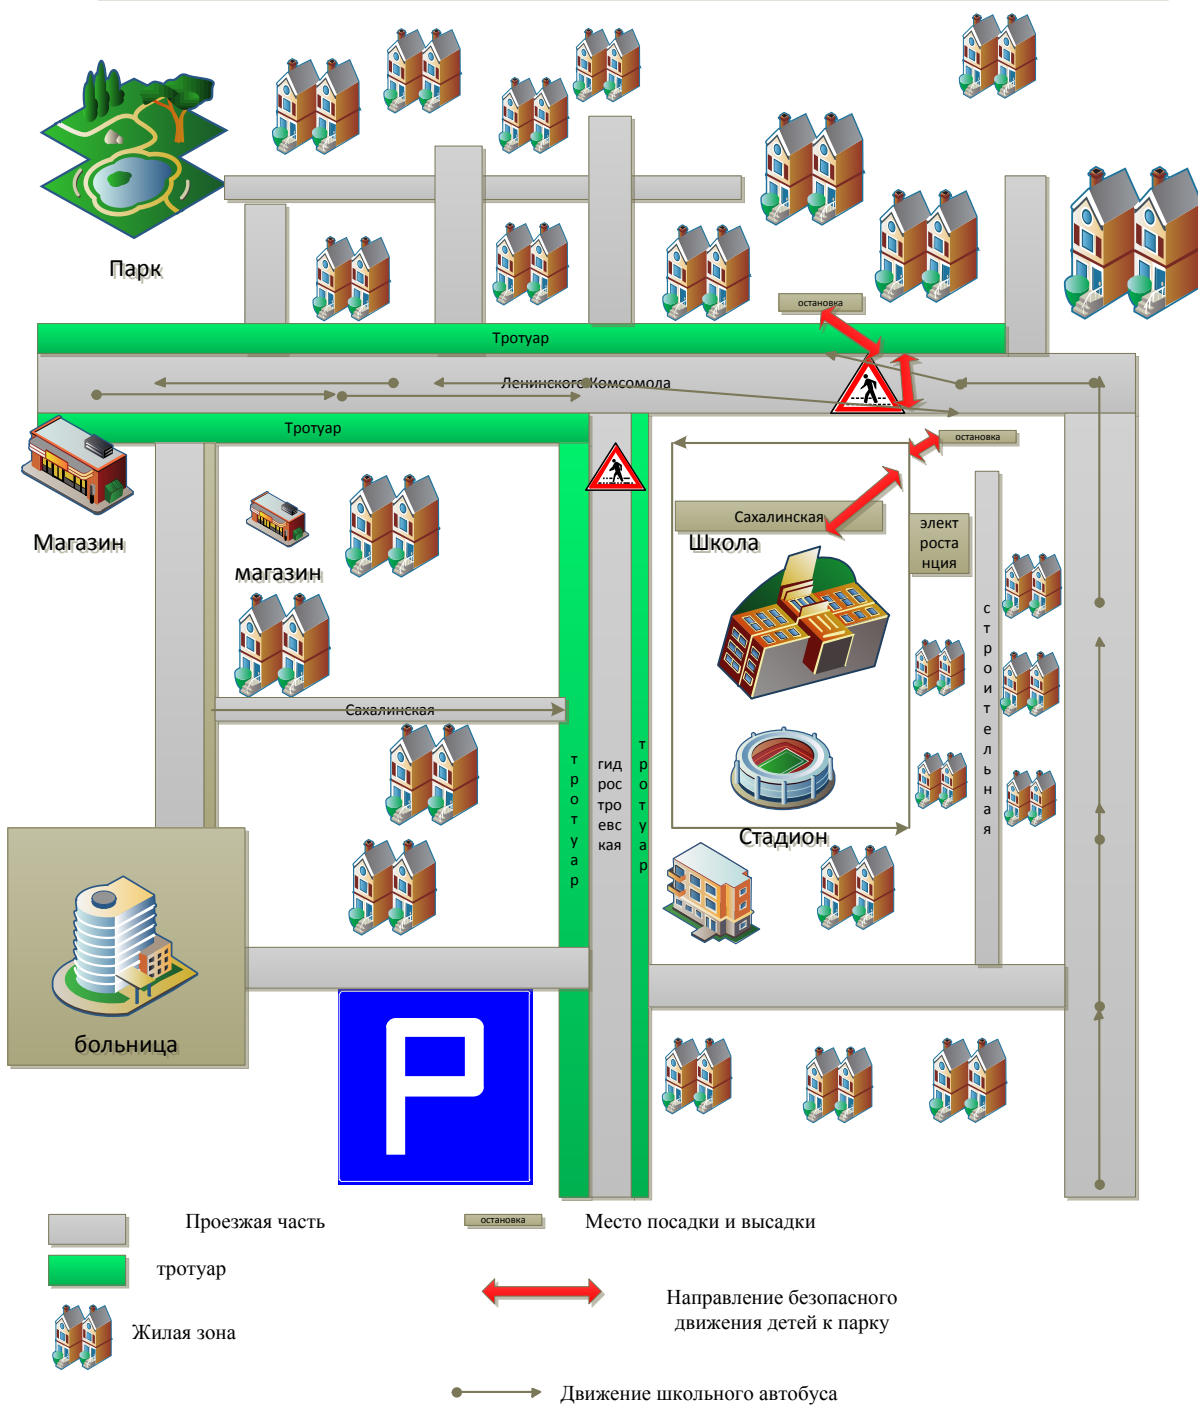 Парк
остановка
Тротуар
Ленинского Комсомола
Тротуар
остановка
Магазин
магазин
Сахалинская
Школа
элект
роста
нция
с
т
р
о
и
т
е
л
ь
н
а
я
Сахалинская
т
р
о
т
у
а
р
гид
рос
тро
евс
кая
т
р
о
т
у
а
р
Стадион
больница
P
Проезжая часть
остановка
Место посадки и высадки
тротуар
Направление безопасного
движения детей к парку
Жилая зона
Движение школьного автобуса